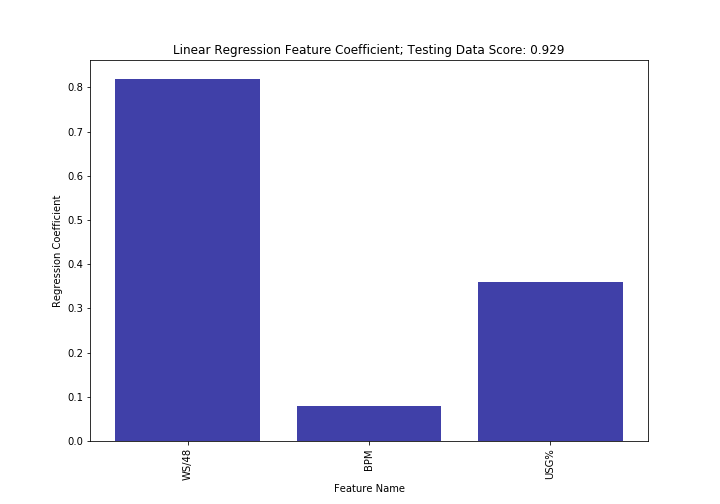 Linear Regression Feature Coefficient; Testing Data Score: 0.929
Regression Coefficient
0.8
0.7
0.6
0.5
0.4
0.3
0.2
0.1
0.0
WS/48
BPM
USG%
Feature Name